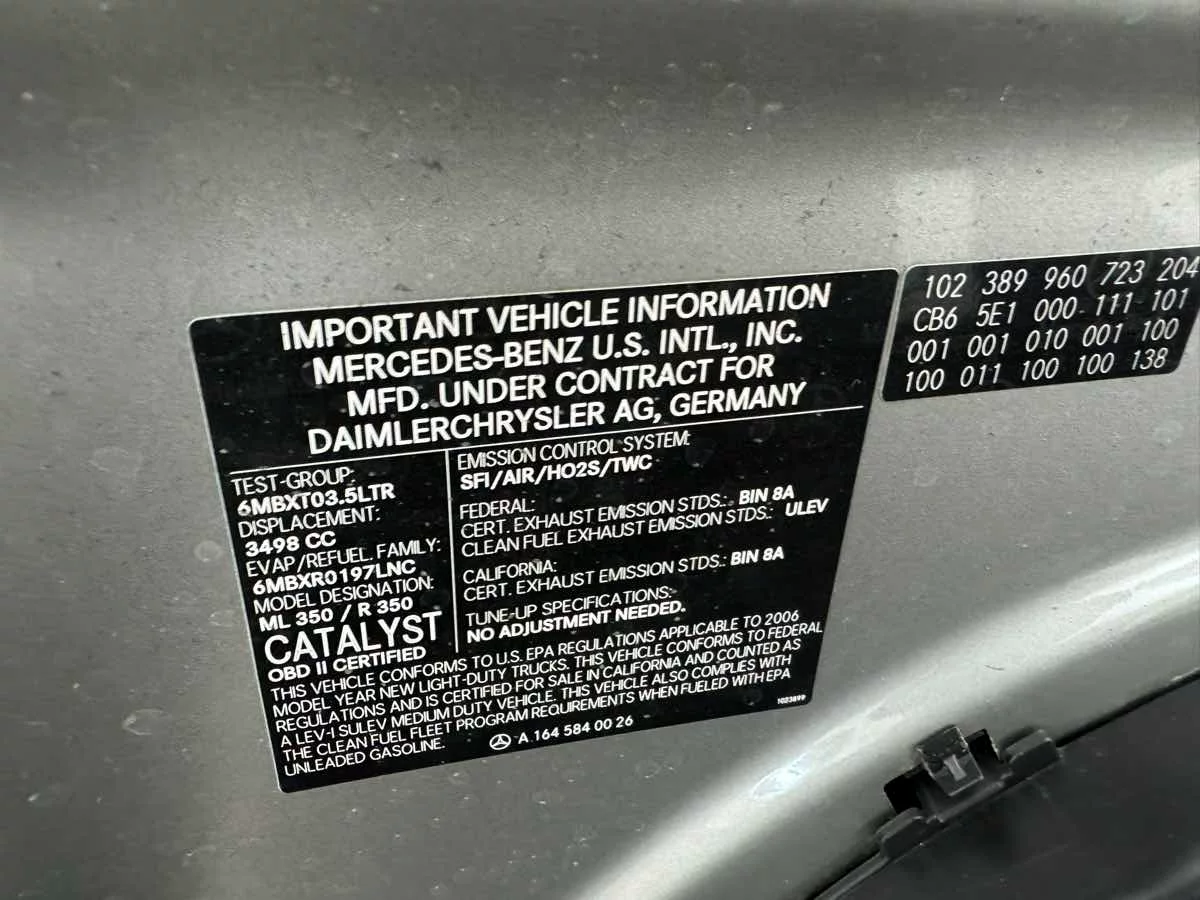 IMPORTANT VEHICLE INFORMATION
MERCEDES-BENZ U.S. INTL., INC.
MFD. UNDER CONTRACT FOR
DAIMLERCHRYSLER AG, GERMANY
TEST-GROUP:
6MBXT03.5LTR
DISPLACEMENT:
3498 CC
EVAP/REFUEL. FAMILY:
6MBXR0197LNC
MODEL DESIGNATION:
ML 350 / R 350
CATALYST
OBD II CERTIFIED
EMISSION CONTROL SYSTEM:
SFI/AIR/HO2S/TWC
FEDERAL:
CERT. EXHAUST EMISSION STDS.: BIN 8A
CLEAN FUEL EXHAUST EMISSION STDS.: ULEV
CALIFORNIA:
CERT. EXHAUST EMISSION STDS.: BIN 8A
TUNE-UP SPECIFICATIONS:
NO ADJUSTMENT NEEDED.
THIS VEHICLE CONFORMS TO U.S. EPA REGULATIONS APPLICABLE TO 2006
MODEL YEAR NEW LIGHT-DUTY TRUCKS. THIS VEHICLE CONFORMS TO FEDERAL
REGULATIONS AND IS CERTIFIED FOR SALE IN CALIFORNIA AND COUNTED AS
A LEV-I SULEV MEDIUM DUTY VEHICLE. THIS VEHICLE ALSO COMPLIES WITH
THE CLEAN FUEL FLEET PROGRAM REQUIREMENTS WHEN FUELED WITH EPA
UNLEADED GASOLINE.
A 164 584 00 26
1023899
102 389 960 723 204
CB6 5E1 000 111 101
001 001 010 001 100
100 011 100 100 138